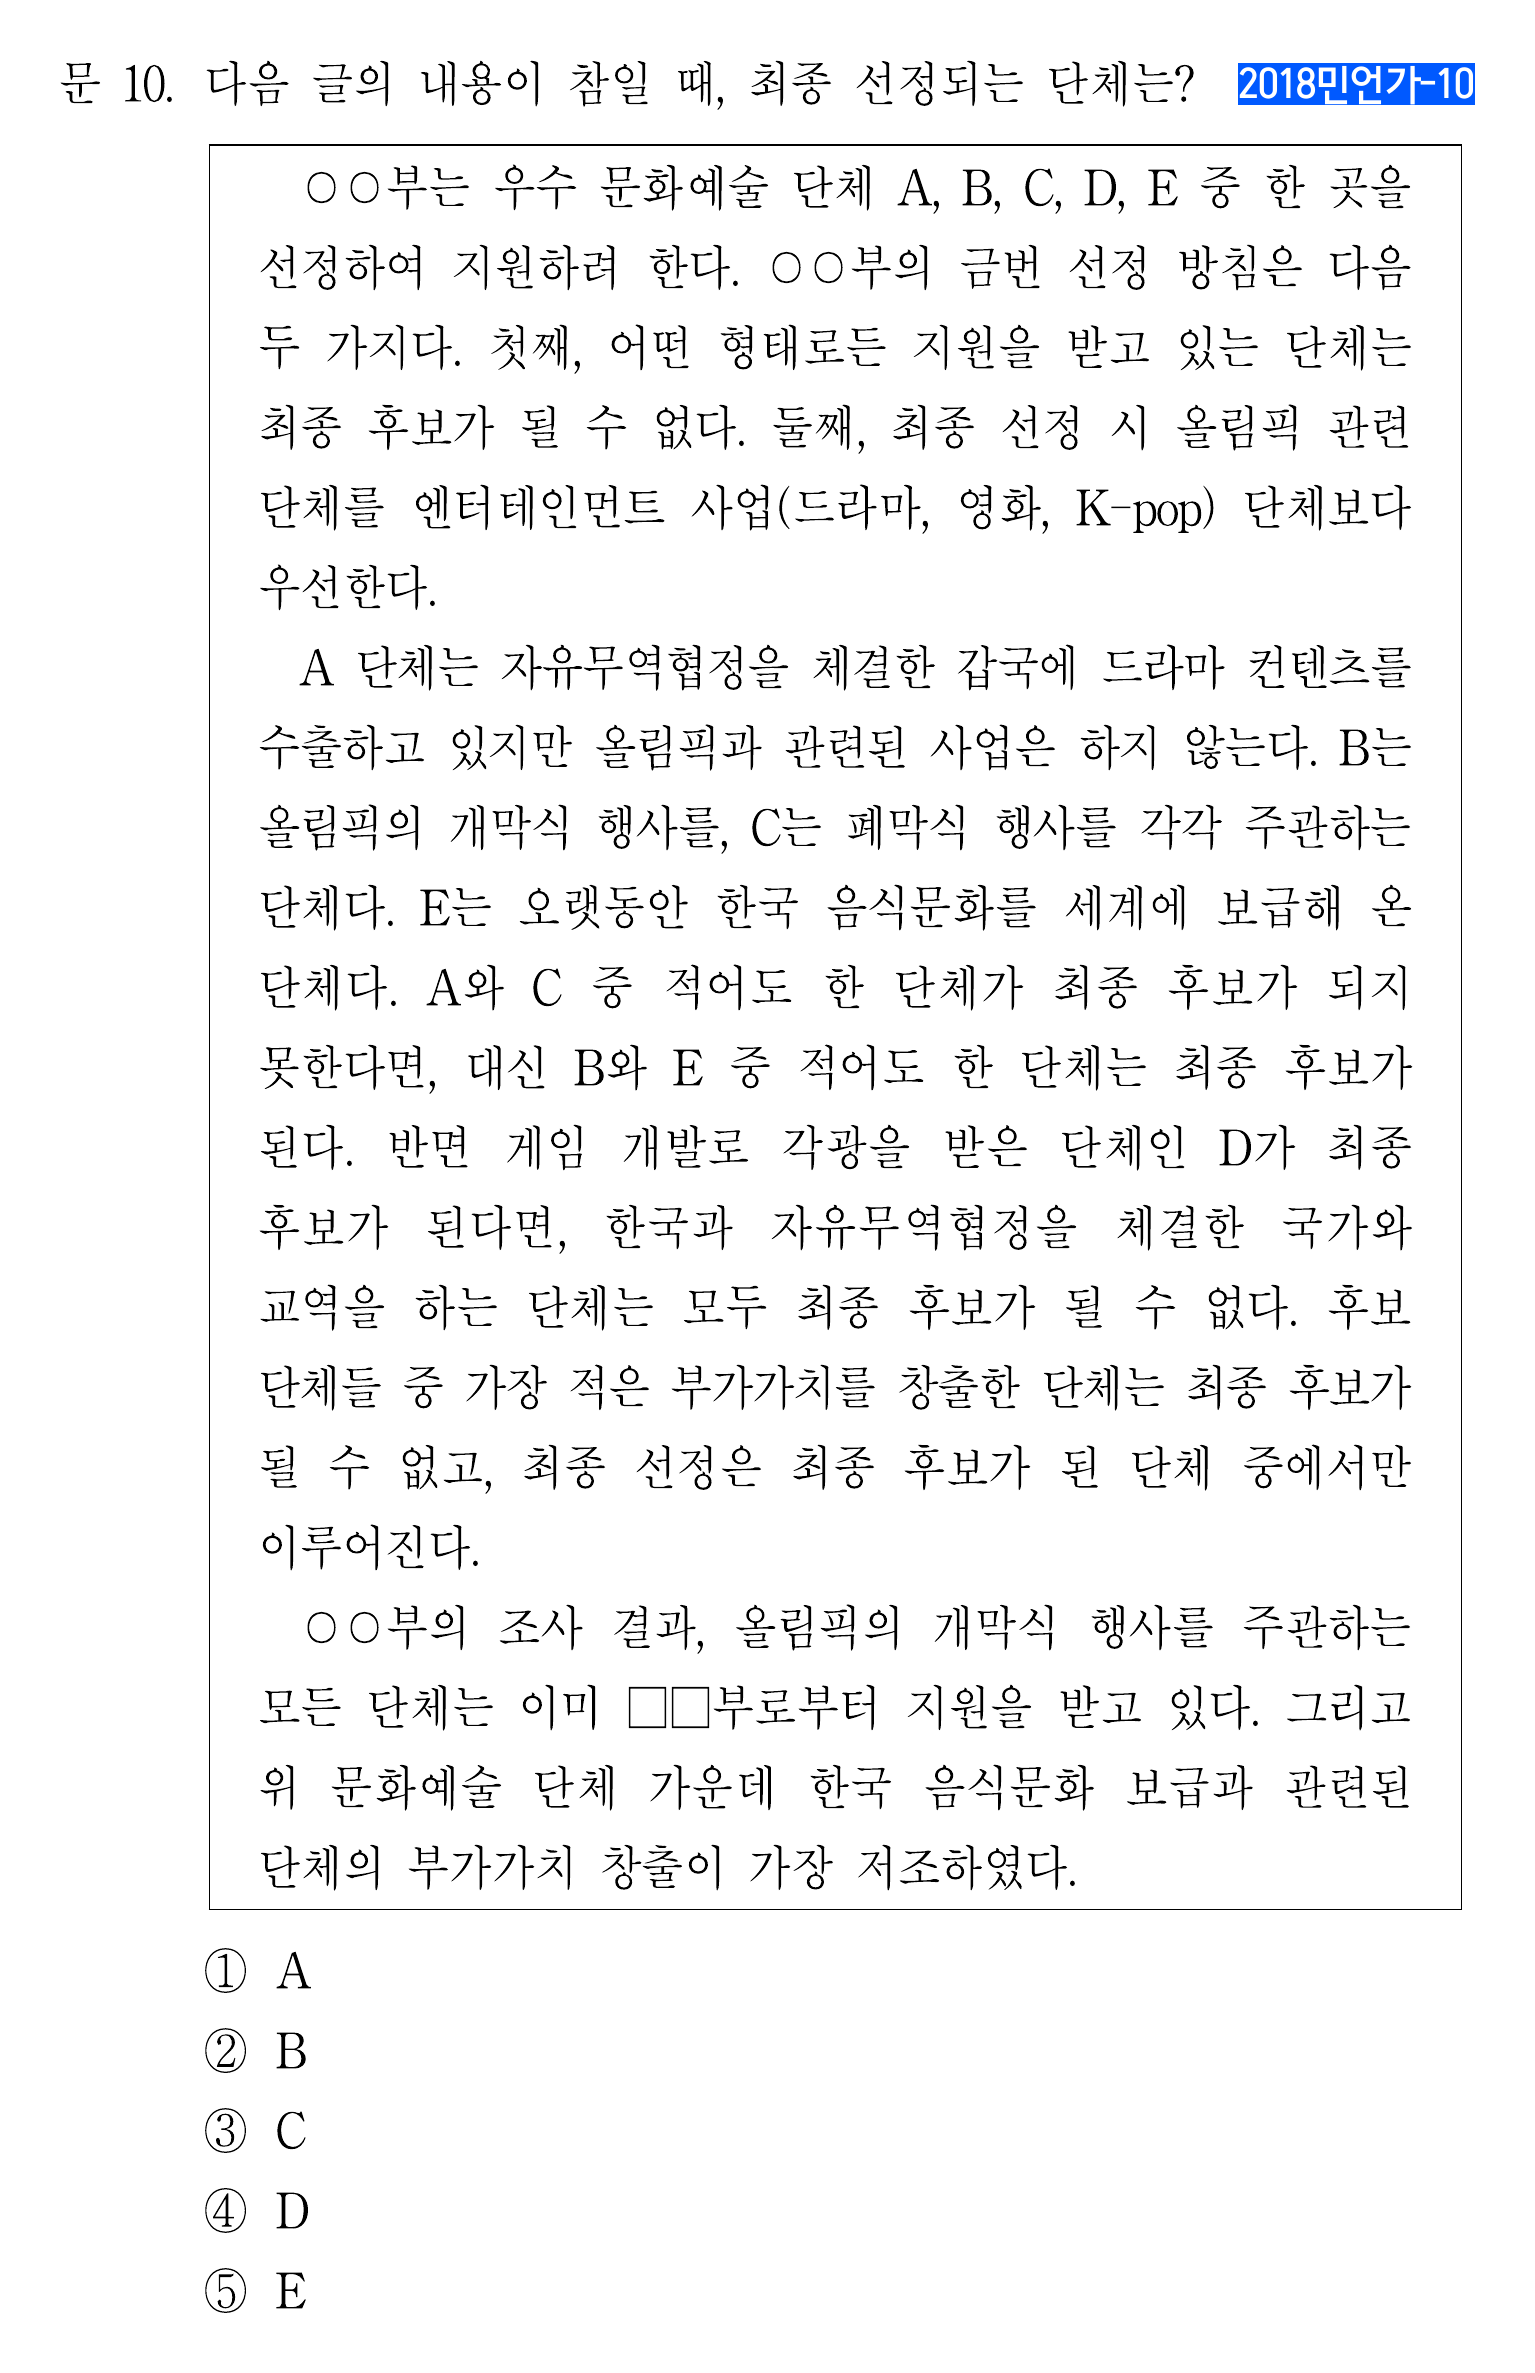 문 10. 다음 글의 내용이 참일 때, 최종 선정되는 단체는? 2018민언가-10
○○부는 우수 문화예술 단체 A, B, C, D, E 중 한 곳을
선정하여 지원하려 한다. ○○부의 금번 선정 방침은 다음
두 가지다. 첫째, 어떤 형태로든 지원을 받고 있는 단체는
최종 후보가 될 수 없다. 둘째, 최종 선정 시 올림픽 관련
단체를 엔터테인먼트 사업(드라마, 영화, K-pop) 단체보다
우선한다.
A 단체는 자유무역협정을 체결한 갑국에 드라마 컨텐츠를
수출하고 있지만 올림픽과 관련된 사업은 하지 않는다. B는
올림픽의 개막식 행사를, C는 폐막식 행사를 각각 주관하는
단체다. E는 오랫동안 한국 음식문화를 세계에 보급해 온
단체다. A와 C 중 적어도 한 단체가 최종 후보가 되지
못한다면, 대신 B와 E 중 적어도 한 단체는 최종 후보가
된다. 반면 게임 개발로 각광을 받은 단체인 D가 최종
후보가 된다면, 한국과 자유무역협정을 체결한 국가와
교역을 하는 단체는 모두 최종 후보가 될 수 없다. 후보
단체들 중 가장 적은 부가가치를 창출한 단체는 최종 후보가
될 수 없고, 최종 선정은 최종 후보가 된 단체 중에서만
이루어진다.
○○부의 조사 결과, 올림픽의 개막식 행사를 주관하는
모든 단체는 이미 □□부로부터 지원을 받고 있다. 그리고
위 문화예술 단체 가운데 한국 음식문화 보급과 관련된
단체의 부가가치 창출이 가장 저조하였다.
① A
② B
③ C
④ D
⑤ E